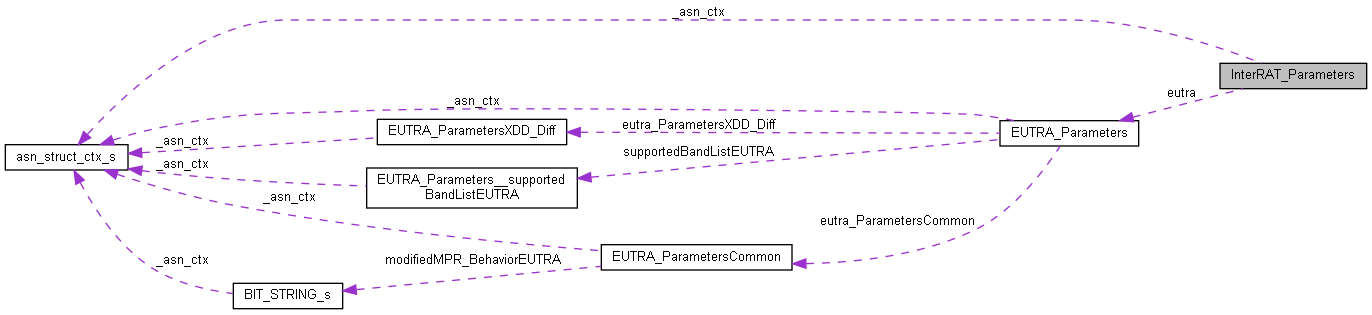 _asn_ctx
InterRAT_Parameters
eutra
_asn_ctx
EUTRA_ParametersXDD_Diff
eutra_ParametersXDD_Diff
EUTRA_Parameters
_asn_ctx
supportedBandListEUTRA
asn_struct_ctx_s
_asn_ctx
EUTRA_Parameters__supported
BandListEUTRA
_asn_ctx
eutra_ParametersCommon
EUTRA_ParametersCommon
modifiedMPR_BehaviorEUTRA
_asn_ctx
BIT_STRING_s